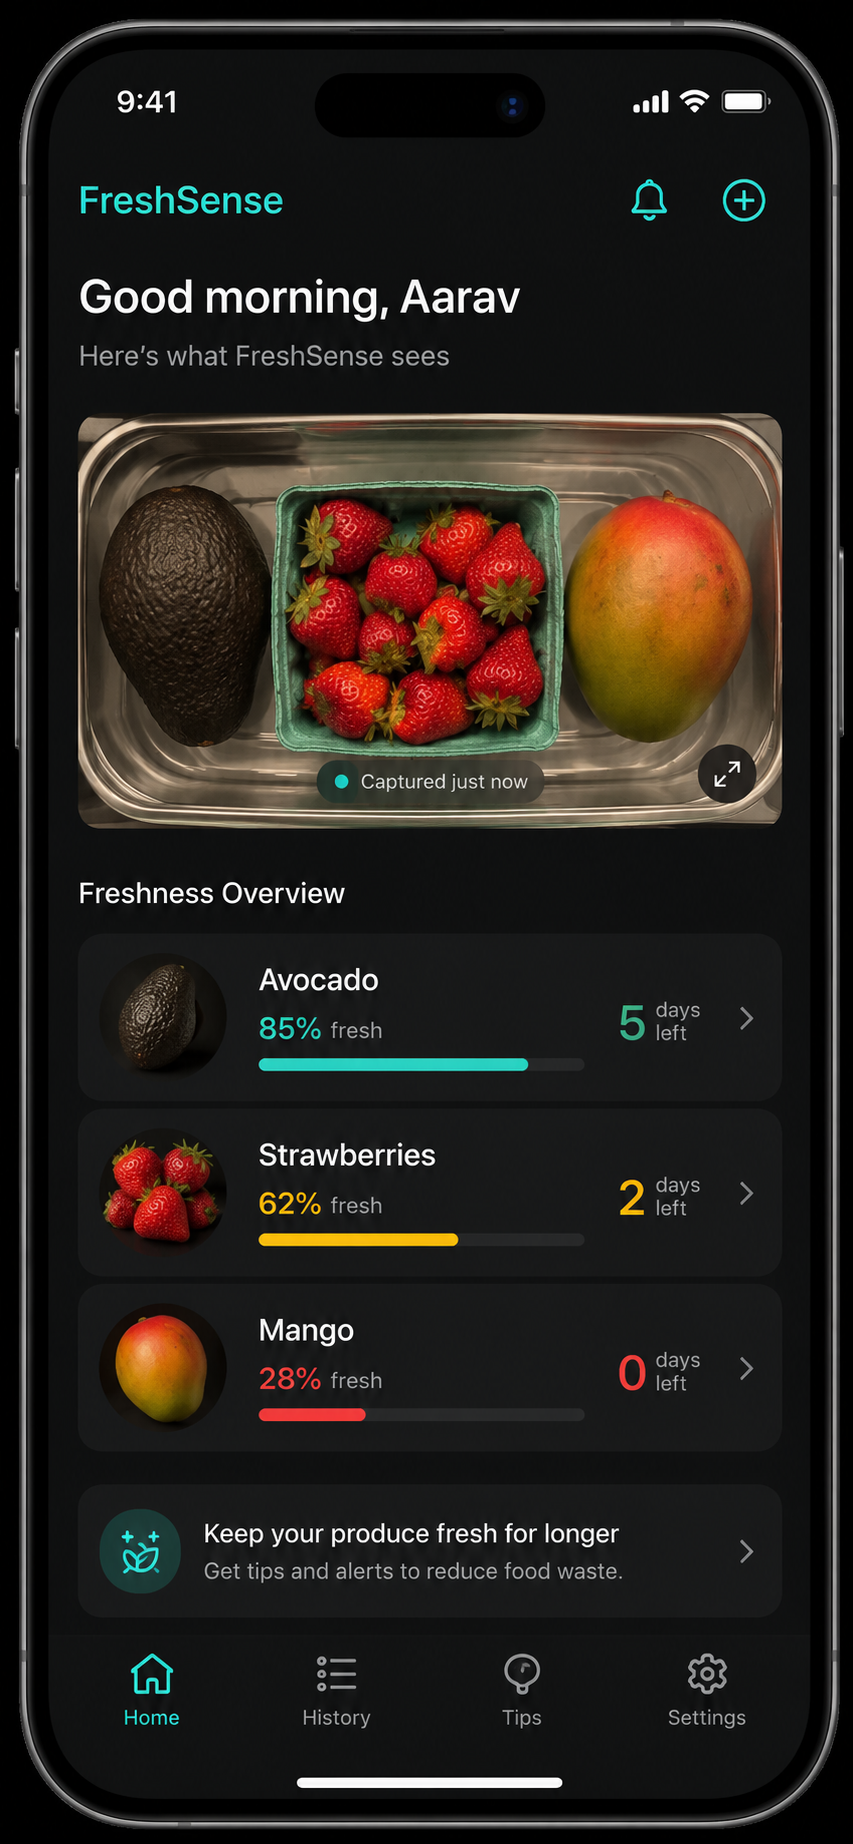 9:41
FreshSense
Good morning, Aarav
Here's what FreshSense sees
Captured just now
Freshness Overview
Avocado
85% fresh
5 days left
Strawberries
62% fresh
2 days left
Mango
28% fresh
0 days left
Keep your produce fresh for longer
Get tips and alerts to reduce food waste.
Home
History
Tips
Settings